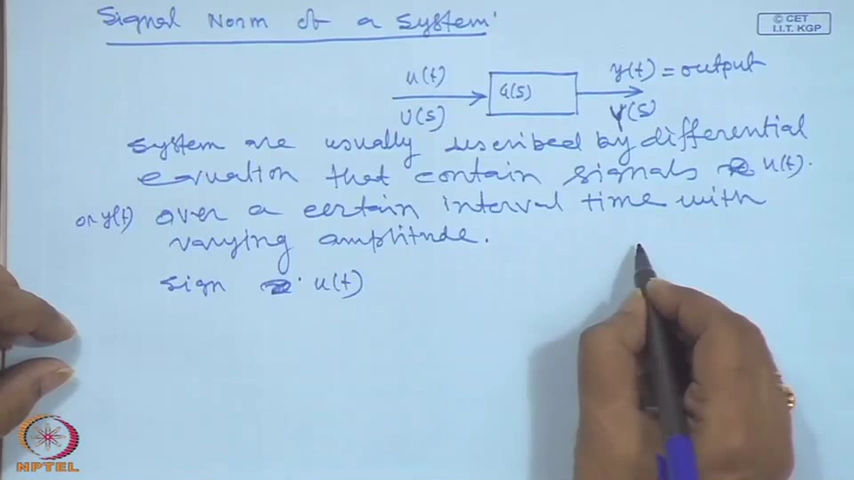 Signal Norm of a System
© CET
I.I.T. KGP
u(t)
U(S)
G(S)
y(t) = output
Y(S)
System are usually described by differential
equation that contain signals u(t).
or y(t) over a certain interval time with
varying amplitude.
Sign u(t)
NPTEL